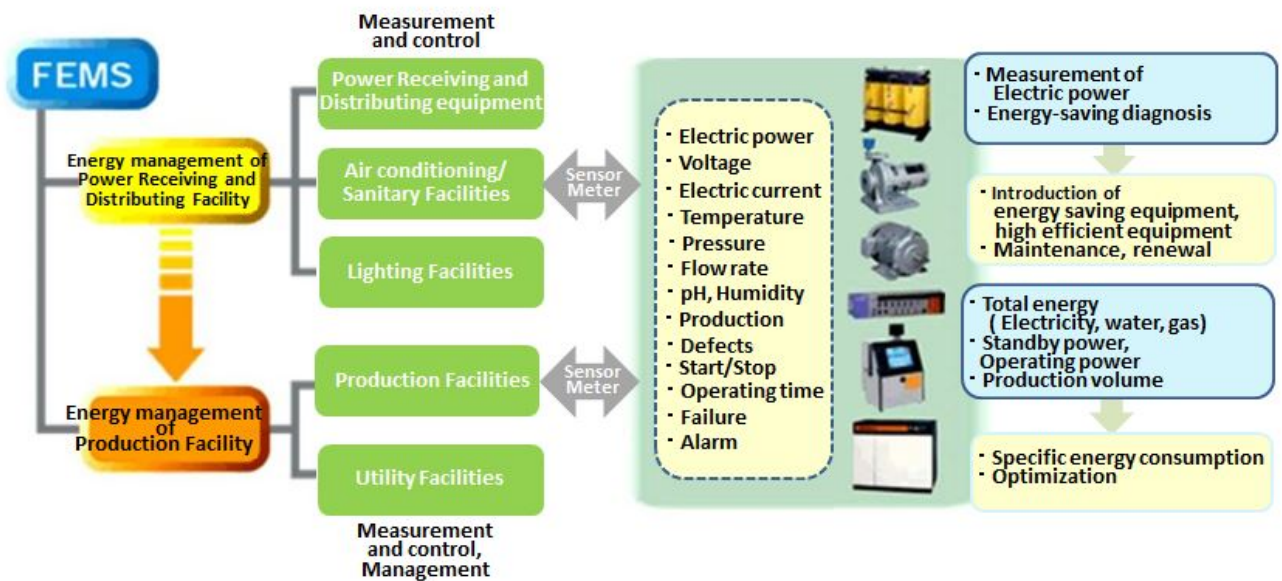 FEMS
Energy management of
Power Receiving and
Distributing Facility
Energy management
of
Production Facility
Measurement
and control
Power Receiving and
Distributing equipment
Air conditioning/
Sanitary Facilities
Lighting Facilities
Production Facilities
Utility Facilities
Measurement
and control,
Management
Sensor
Meter
Sensor
Meter
・Electric power
・Voltage
・Electric current
・Temperature
・Pressure
・Flow rate
・pH, Humidity
・Production
・Defects
・Start/Stop
・Operating time
・Failure
・Alarm
・Measurement of
Electric power
・Energy-saving diagnosis
・Introduction of
energy saving equipment,
high efficient equipment
・Maintenance, renewal
・Total energy
( Electricity, water, gas)
・Standby power,
Operating power
・Production volume
・Specific energy consumption
・Optimization